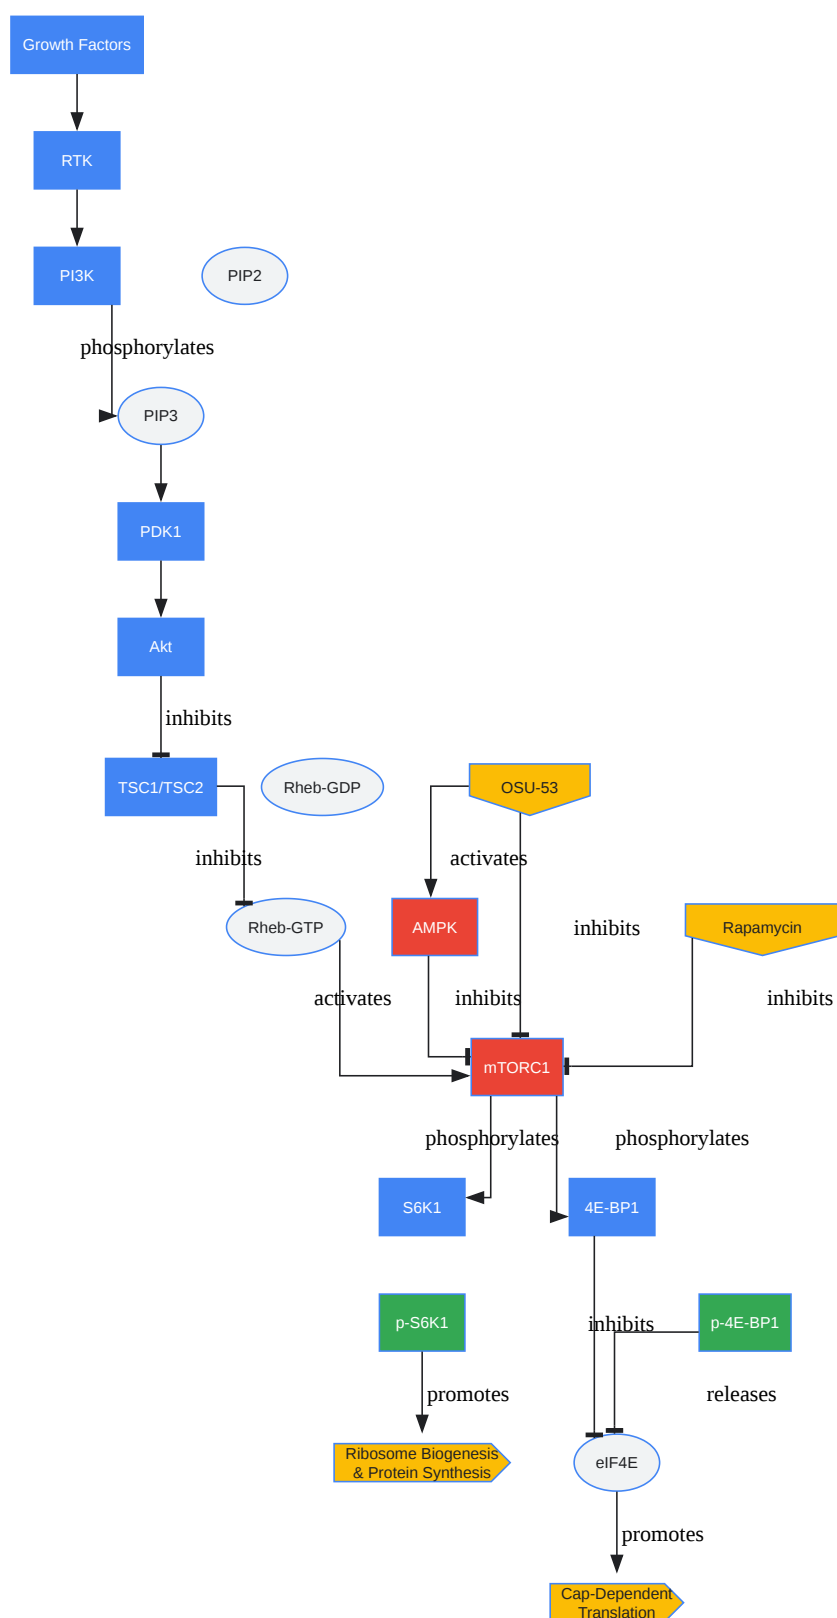 Growth Factors
RTK
PI3K
PIP2
phosphorylates
PIP3
PDK1
Akt
inhibits
TSC1/TSC2
Rheb-GDP
OSU-53
inhibits
activates
Rheb-GTP
AMPK
inhibits
Rapamycin
activates
inhibits
inhibits
mTORC1
phosphorylates
phosphorylates
S6K1
4E-BP1
p-S6K1
inhibits
p-4E-BP1
promotes
releases
Ribosome Biogenesis
& Protein Synthesis
eIF4E
promotes
Cap-Dependent
Translation